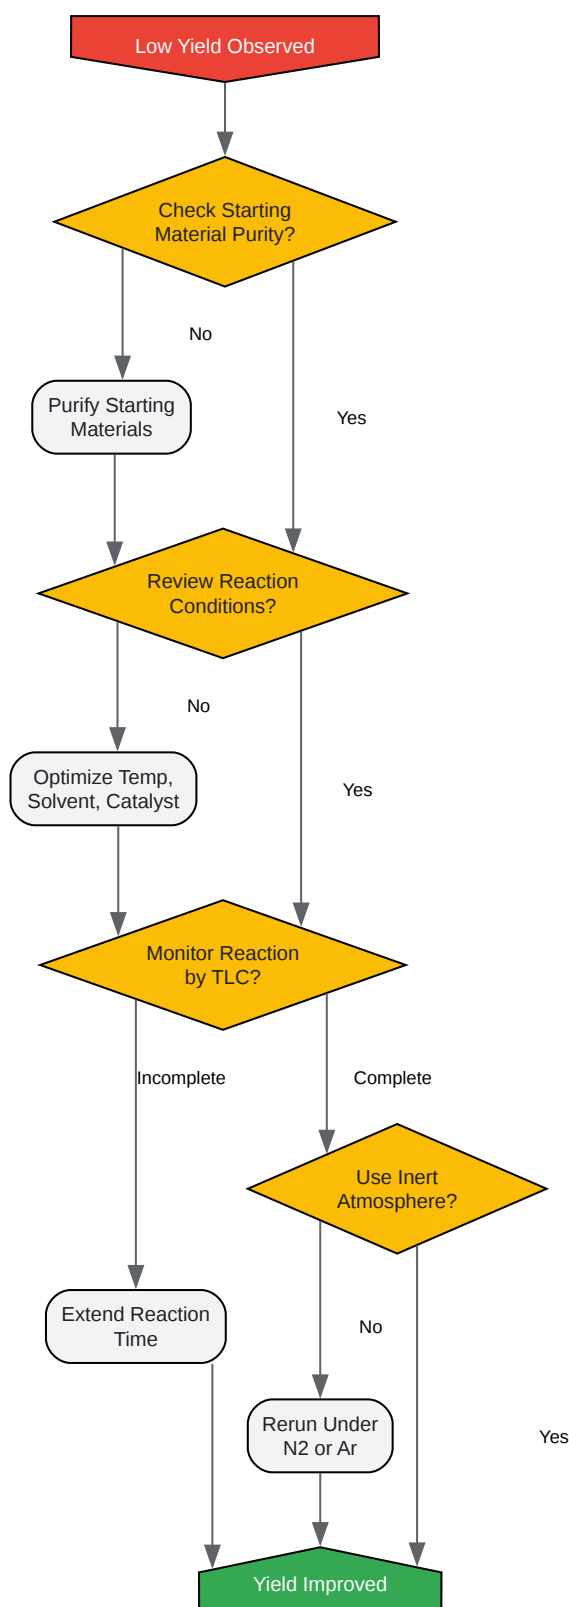 Low Yield Observed
Check Starting
Material Purity?
No
Purify Starting
Materials
Yes
Review Reaction
Conditions?
No
Optimize Temp,
Solvent, Catalyst
Yes
Monitor Reaction
by TLC?
Incomplete
Complete
Use Inert
Atmosphere?
Extend Reaction
Time
No
Rerun Under
N2 or Ar
Yes
Yield Improved